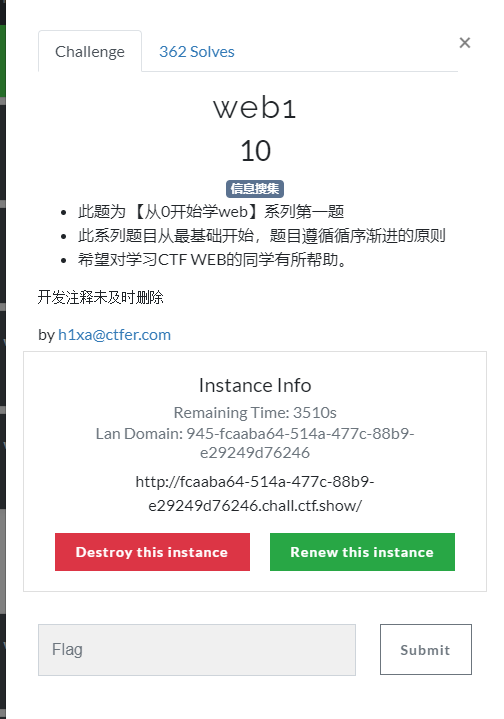 Challenge
362 Solves
×
web1
10
信息搜集
此题为 【从0开始学web】系列第一题
此系列题目从最基础开始，题目遵循循序渐进的原则
希望对学习CTF WEB的同学有所帮助。
开发注释未及时删除
by h1xa@ctfer.com
Instance Info
Remaining Time: 3510s
Lan Domain: 945-fcaaba64-514a-477c-88b9-
e29249d76246
http://fcaaba64-514a-477c-88b9-
e29249d76246.chall.ctf.show/
Destroy this instance
Renew this instance
Flag
Submit